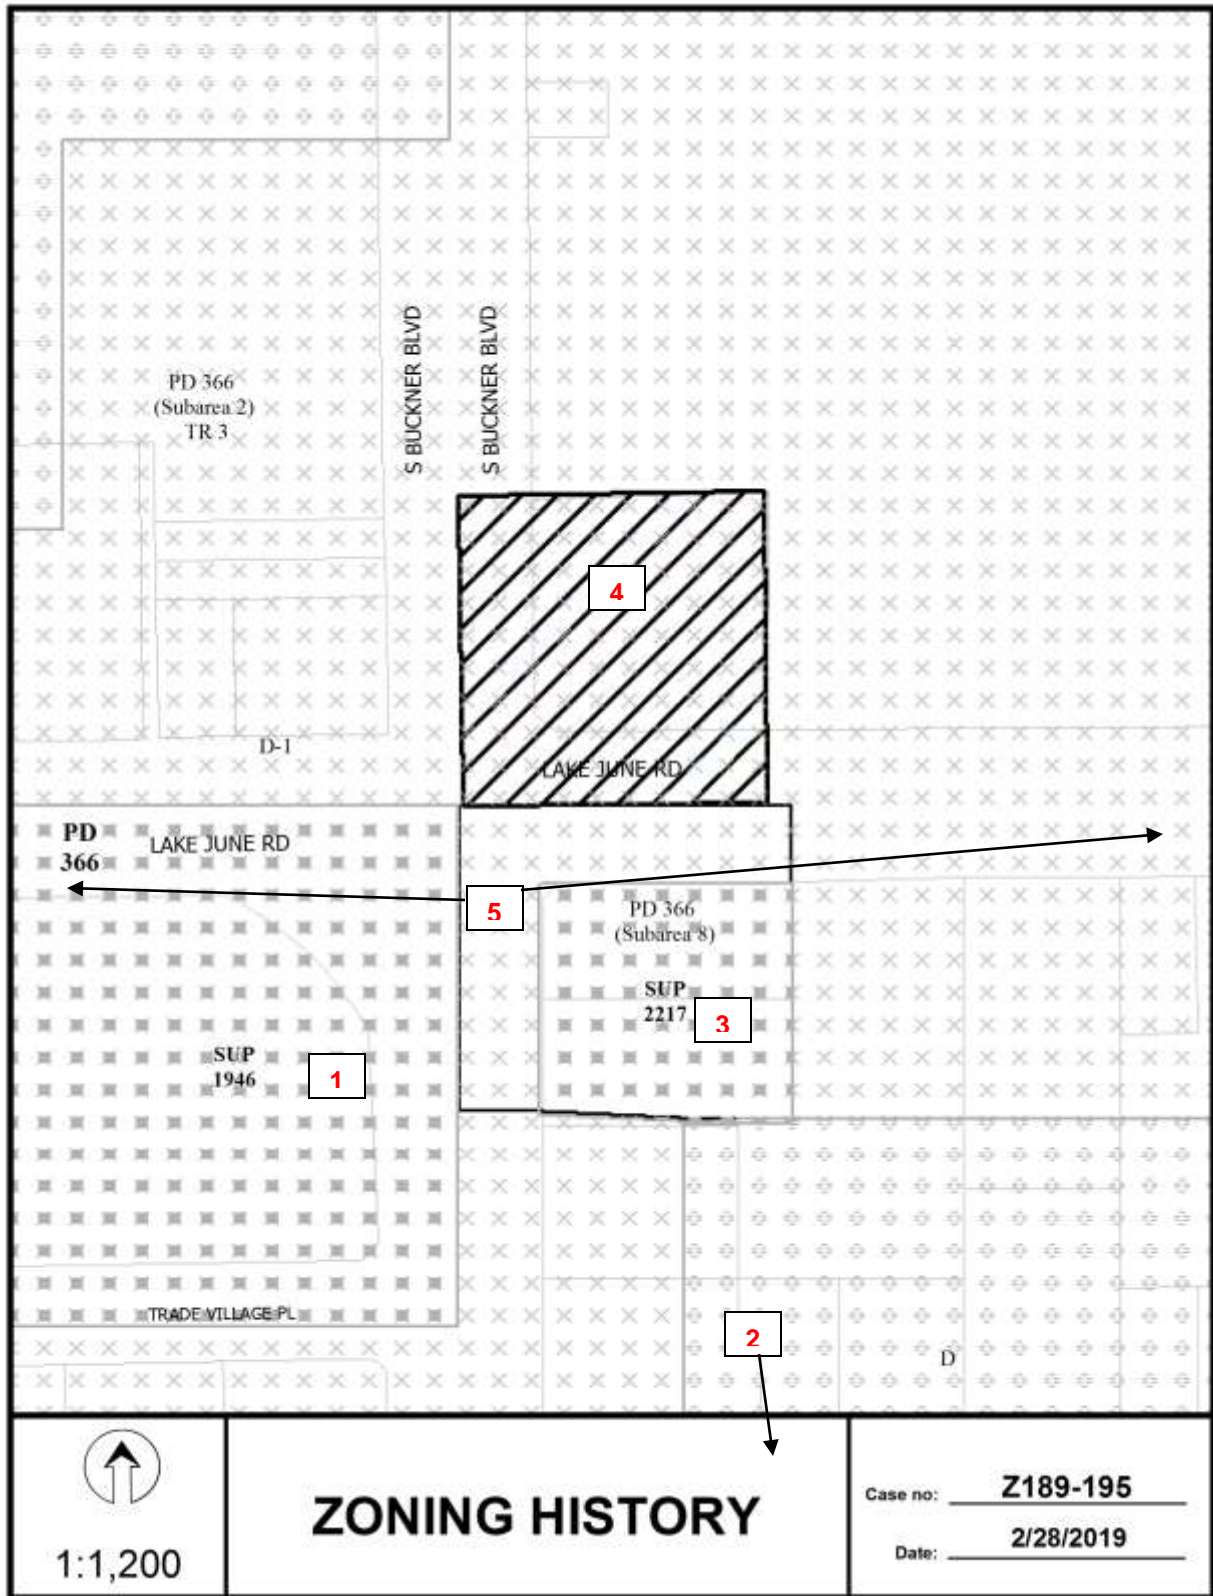 S BUCKNER BLVD
S BUCKNER BLVD
PD 366
(Subarea 2)
TR 3
4
D-1
LAKE JUNE RD
PD
366
LAKE JUNE RD
5
PD 366
(Subarea 8)
SUP
2217
3
SUP
1946
1
TRADE VILLAGE PL
2
D
1:1,200
ZONING HISTORY
Case no: Z189-195
Date: 2/28/2019